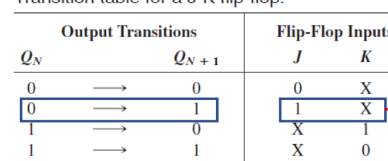 Transition table for a J-K flip-flop.
Output Transitions Flip-Flop Inputs
Q_N Q_{N + 1} J K
0 ⟶ 0 0 X
0 ⟶ 1 1 X
1 ⟶ 0 X 1
1 ⟶ 1 X 0